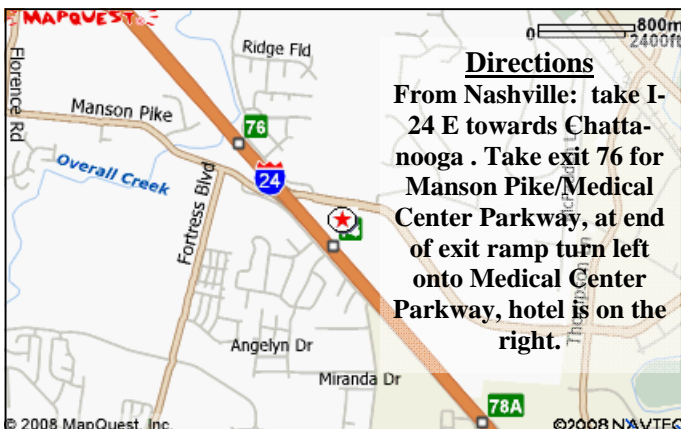 MAPQUEST
800m
0
2400ft
Ridge Fld
Directions
From Nashville: take I-
24 E towards Chatta-
nooga . Take exit 76 for
Manson Pike/Medical
Center Parkway, at end
of exit ramp turn left
onto Medical Center
Parkway, hotel is on the
right.
Florence Rd
Manson Pike
76
Overall Creek
24
Fortress Blvd
Angelyn Dr
Miranda Dr
78A
© 2008 MapQuest, Inc.
©2008 NAVTEQ